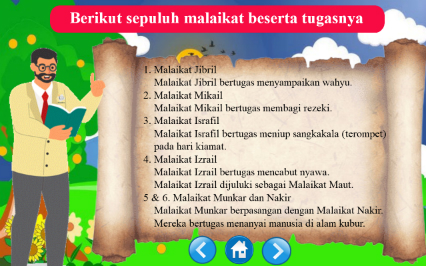 Berikut sepuluh malaikat beserta tugasnya
1. Malaikat Jibril
Malaikat Jibril bertugas menyampaikan wahyu.
2. Malaikat Mikail
Malaikat Mikail bertugas membagi rezeki.
3. Malaikat Israfil
Malaikat Israfil bertugas meniup sangkakala (terompet)
pada hari kiamat.
4. Malaikat Izrail
Malaikat Izrail bertugas mencabut nyawa.
Malaikat Izrail dijuluki sebagai Malaikat Maut.
5 & 6. Malaikat Munkar dan Nakir
Malaikat Munkar berpasangan dengan Malaikat Nakir.
Mereka bertugas menanyai manusia di alam kubur.